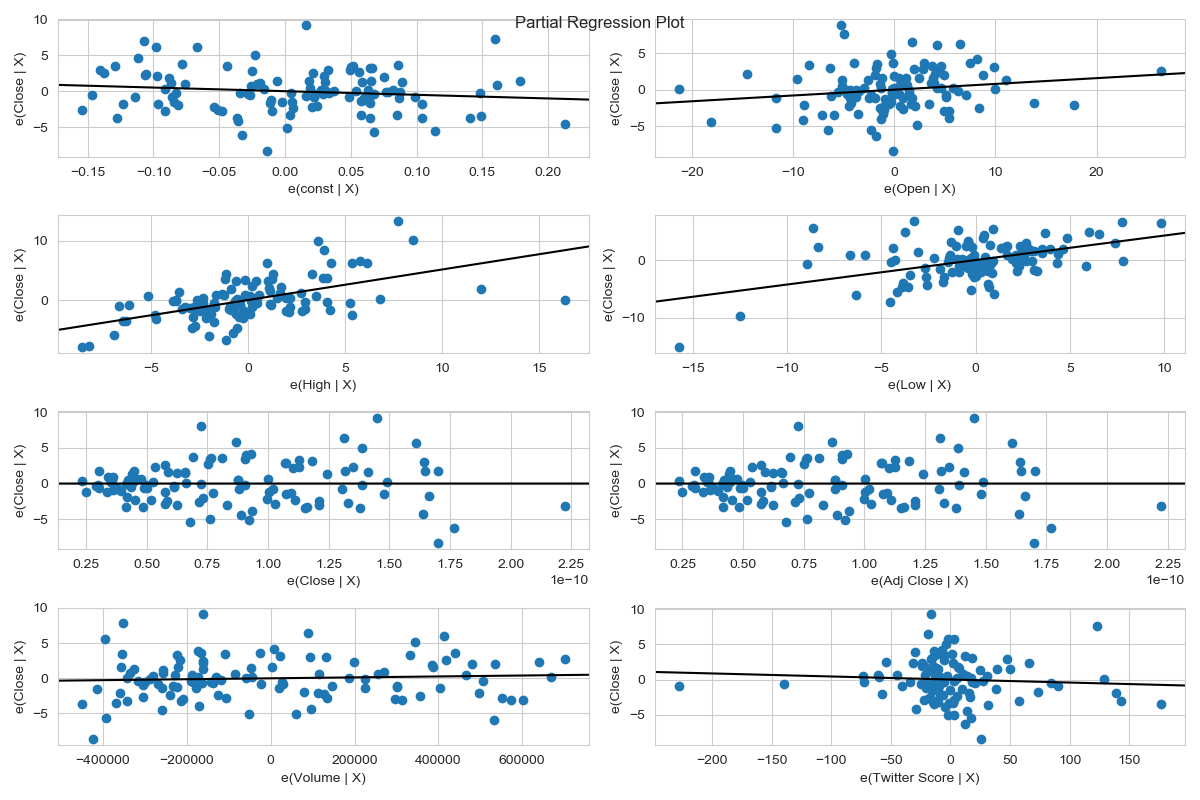 Partial Regression Plot
10
5
0
−5
e(Close | X)
−0.15 −0.10 −0.05 0.00 0.05 0.10 0.15 0.20
e(const | X)
5
0
−5
e(Close | X)
−20 −10 0 10 20
e(Open | X)
10
0
e(Close | X)
−5 0 5 10 15
e(High | X)
0
−10
e(Close | X)
−15 −10 −5 0 5 10
e(Low | X)
10
5
0
−5
e(Close | X)
0.25 0.50 0.75 1.00 1.25 1.50 1.75 2.00 2.25
e(Close | X)
1e−10
10
5
0
−5
e(Close | X)
0.25 0.50 0.75 1.00 1.25 1.50 1.75 2.00 2.25
e(Adj Close | X)
1e−10
10
5
0
−5
e(Close | X)
−400000 −200000 0 200000 400000 600000
e(Volume | X)
10
5
0
−5
e(Close | X)
−200 −150 −100 −50 0 50 100 150
e(Twitter Score | X)